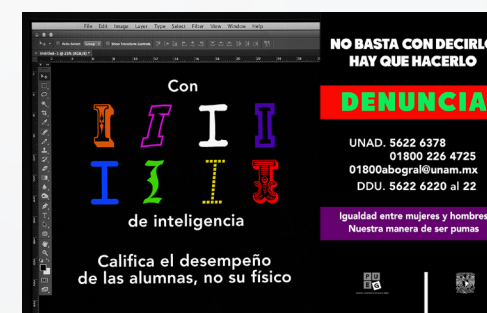 File Edit Image Layer Type Select Filter View Window Help
Con
I I I I
I I I I
de inteligencia
Califica el desempeño
de las alumnas, no su físico
NO BASTA CON DECIRLO
HAY QUE HACERLO
DENUNCIA
UNAD. 5622 6378
01800 226 4725
01800abogral@unam.mx
DDU. 5622 6220 al 22
Igualdad entre mujeres y hombres
Nuestra manera de ser pumas